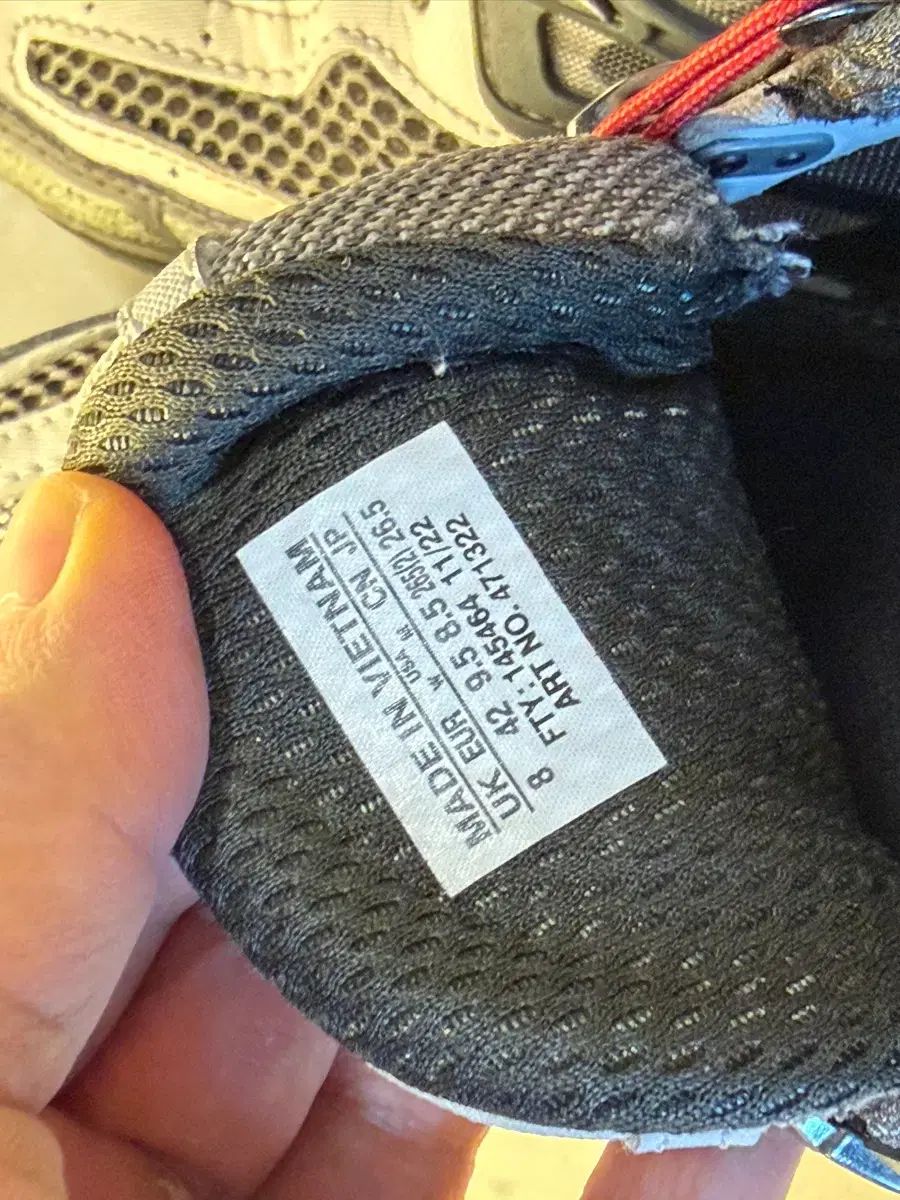 MADE IN VIETNAM
UK EUR W USA M CN JP
8 42 9.5 8.5 265(2) 26.5
FTY: 145464 11/22
ART NO. 471322